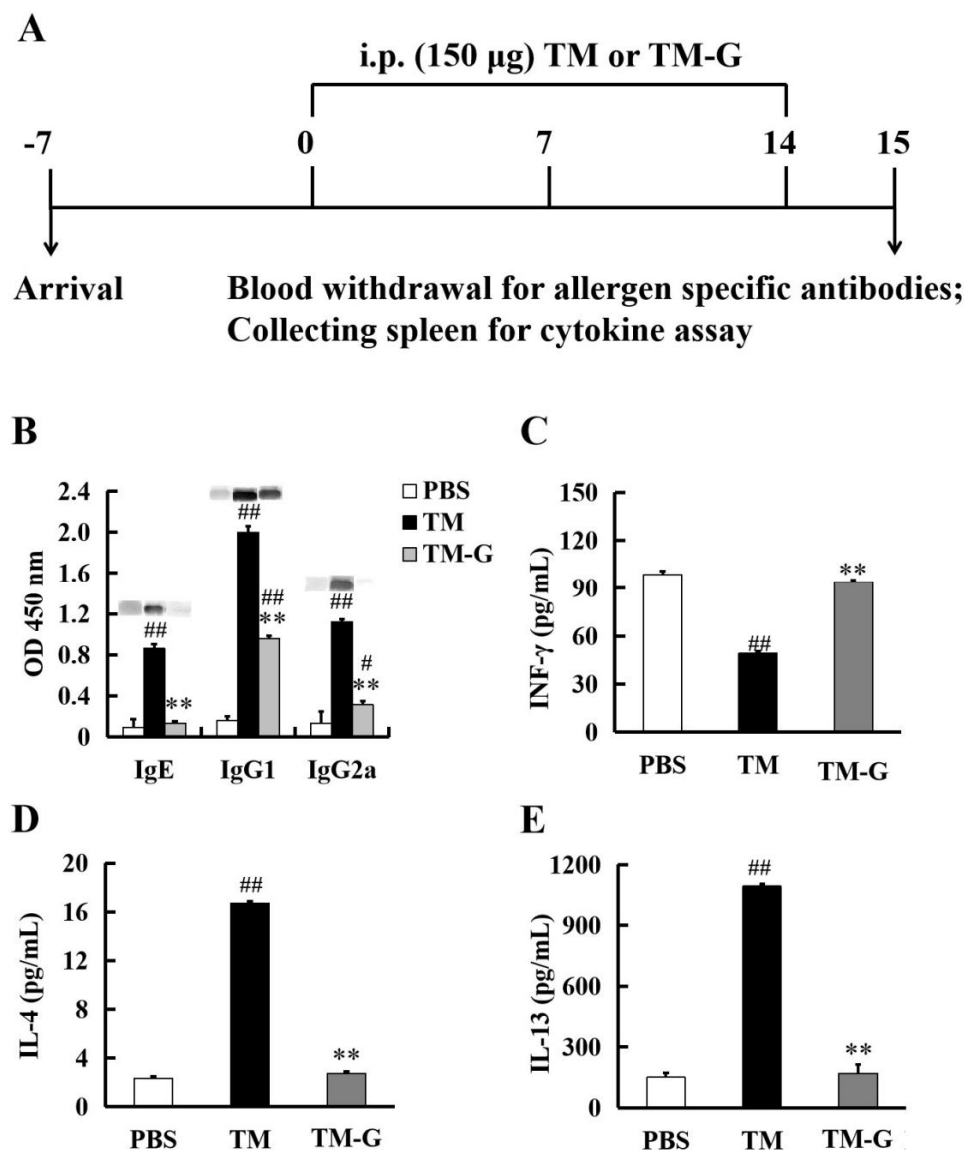 A
i.p. (150 μg) TM or TM-G
-7 0 7 14 15
Arrival
Blood withdrawal for allergen specific antibodies;
Collecting spleen for cytokine assay
B
OD 450 nm
2.4
2.0
1.6
1.2
0.8
0.4
0
##
**
##
##
**
##
#
**
IgE IgG1 IgG2a
PBS
TM
TM-G
C
INF-γ (pg/mL)
150
120
90
60
30
0
##
**
PBS TM TM-G
D
IL-4 (pg/mL)
20
16
12
8
4
0
##
**
PBS TM TM-G
E
IL-13 (pg/mL)
1200
900
600
300
0
##
**
PBS TM TM-G